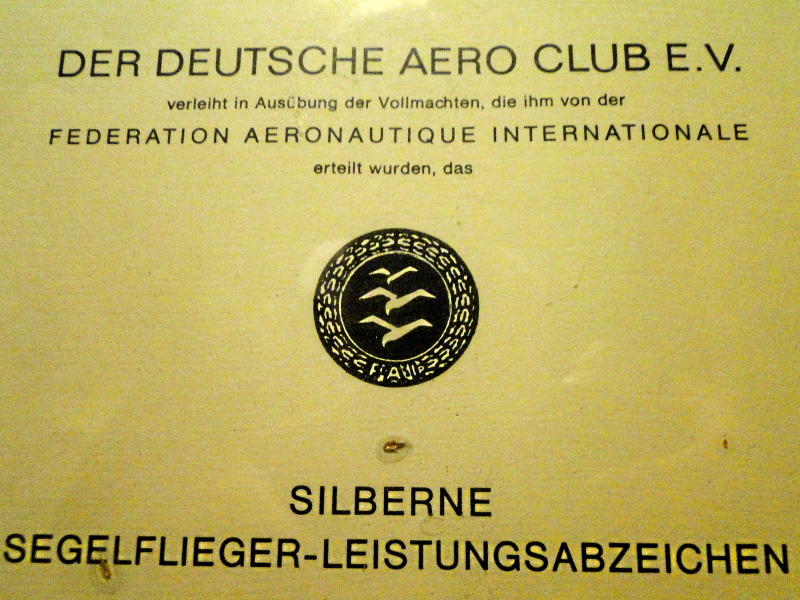 DER DEUTSCHE AERO CLUB E.V.
verleiht in Ausübung der Vollmachten, die ihm von der
FEDERATION AERONAUTIQUE INTERNATIONALE
erteilt wurden, das
SILBERNE
SEGELFLIEGER-LEISTUNGSABZEICHEN